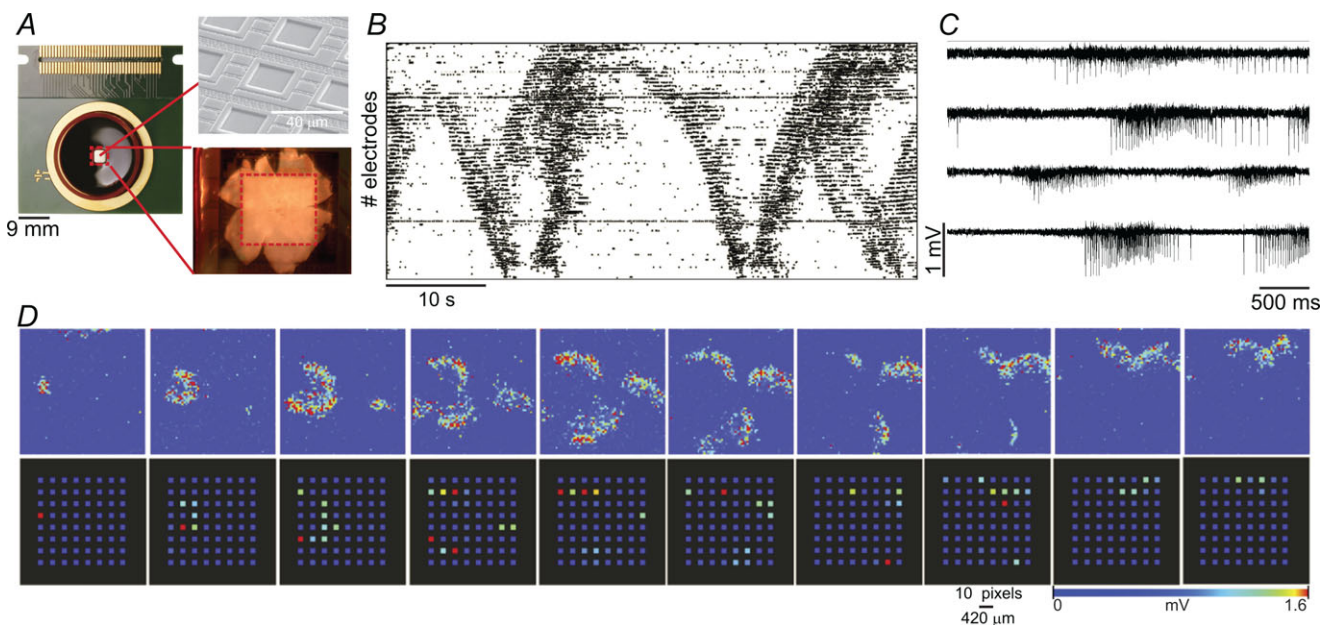 A
40 μm
9 mm
B
# electrodes
10 s
C
1 mV
500 ms
D
10 pixels
420 μm
0
mV
1.6